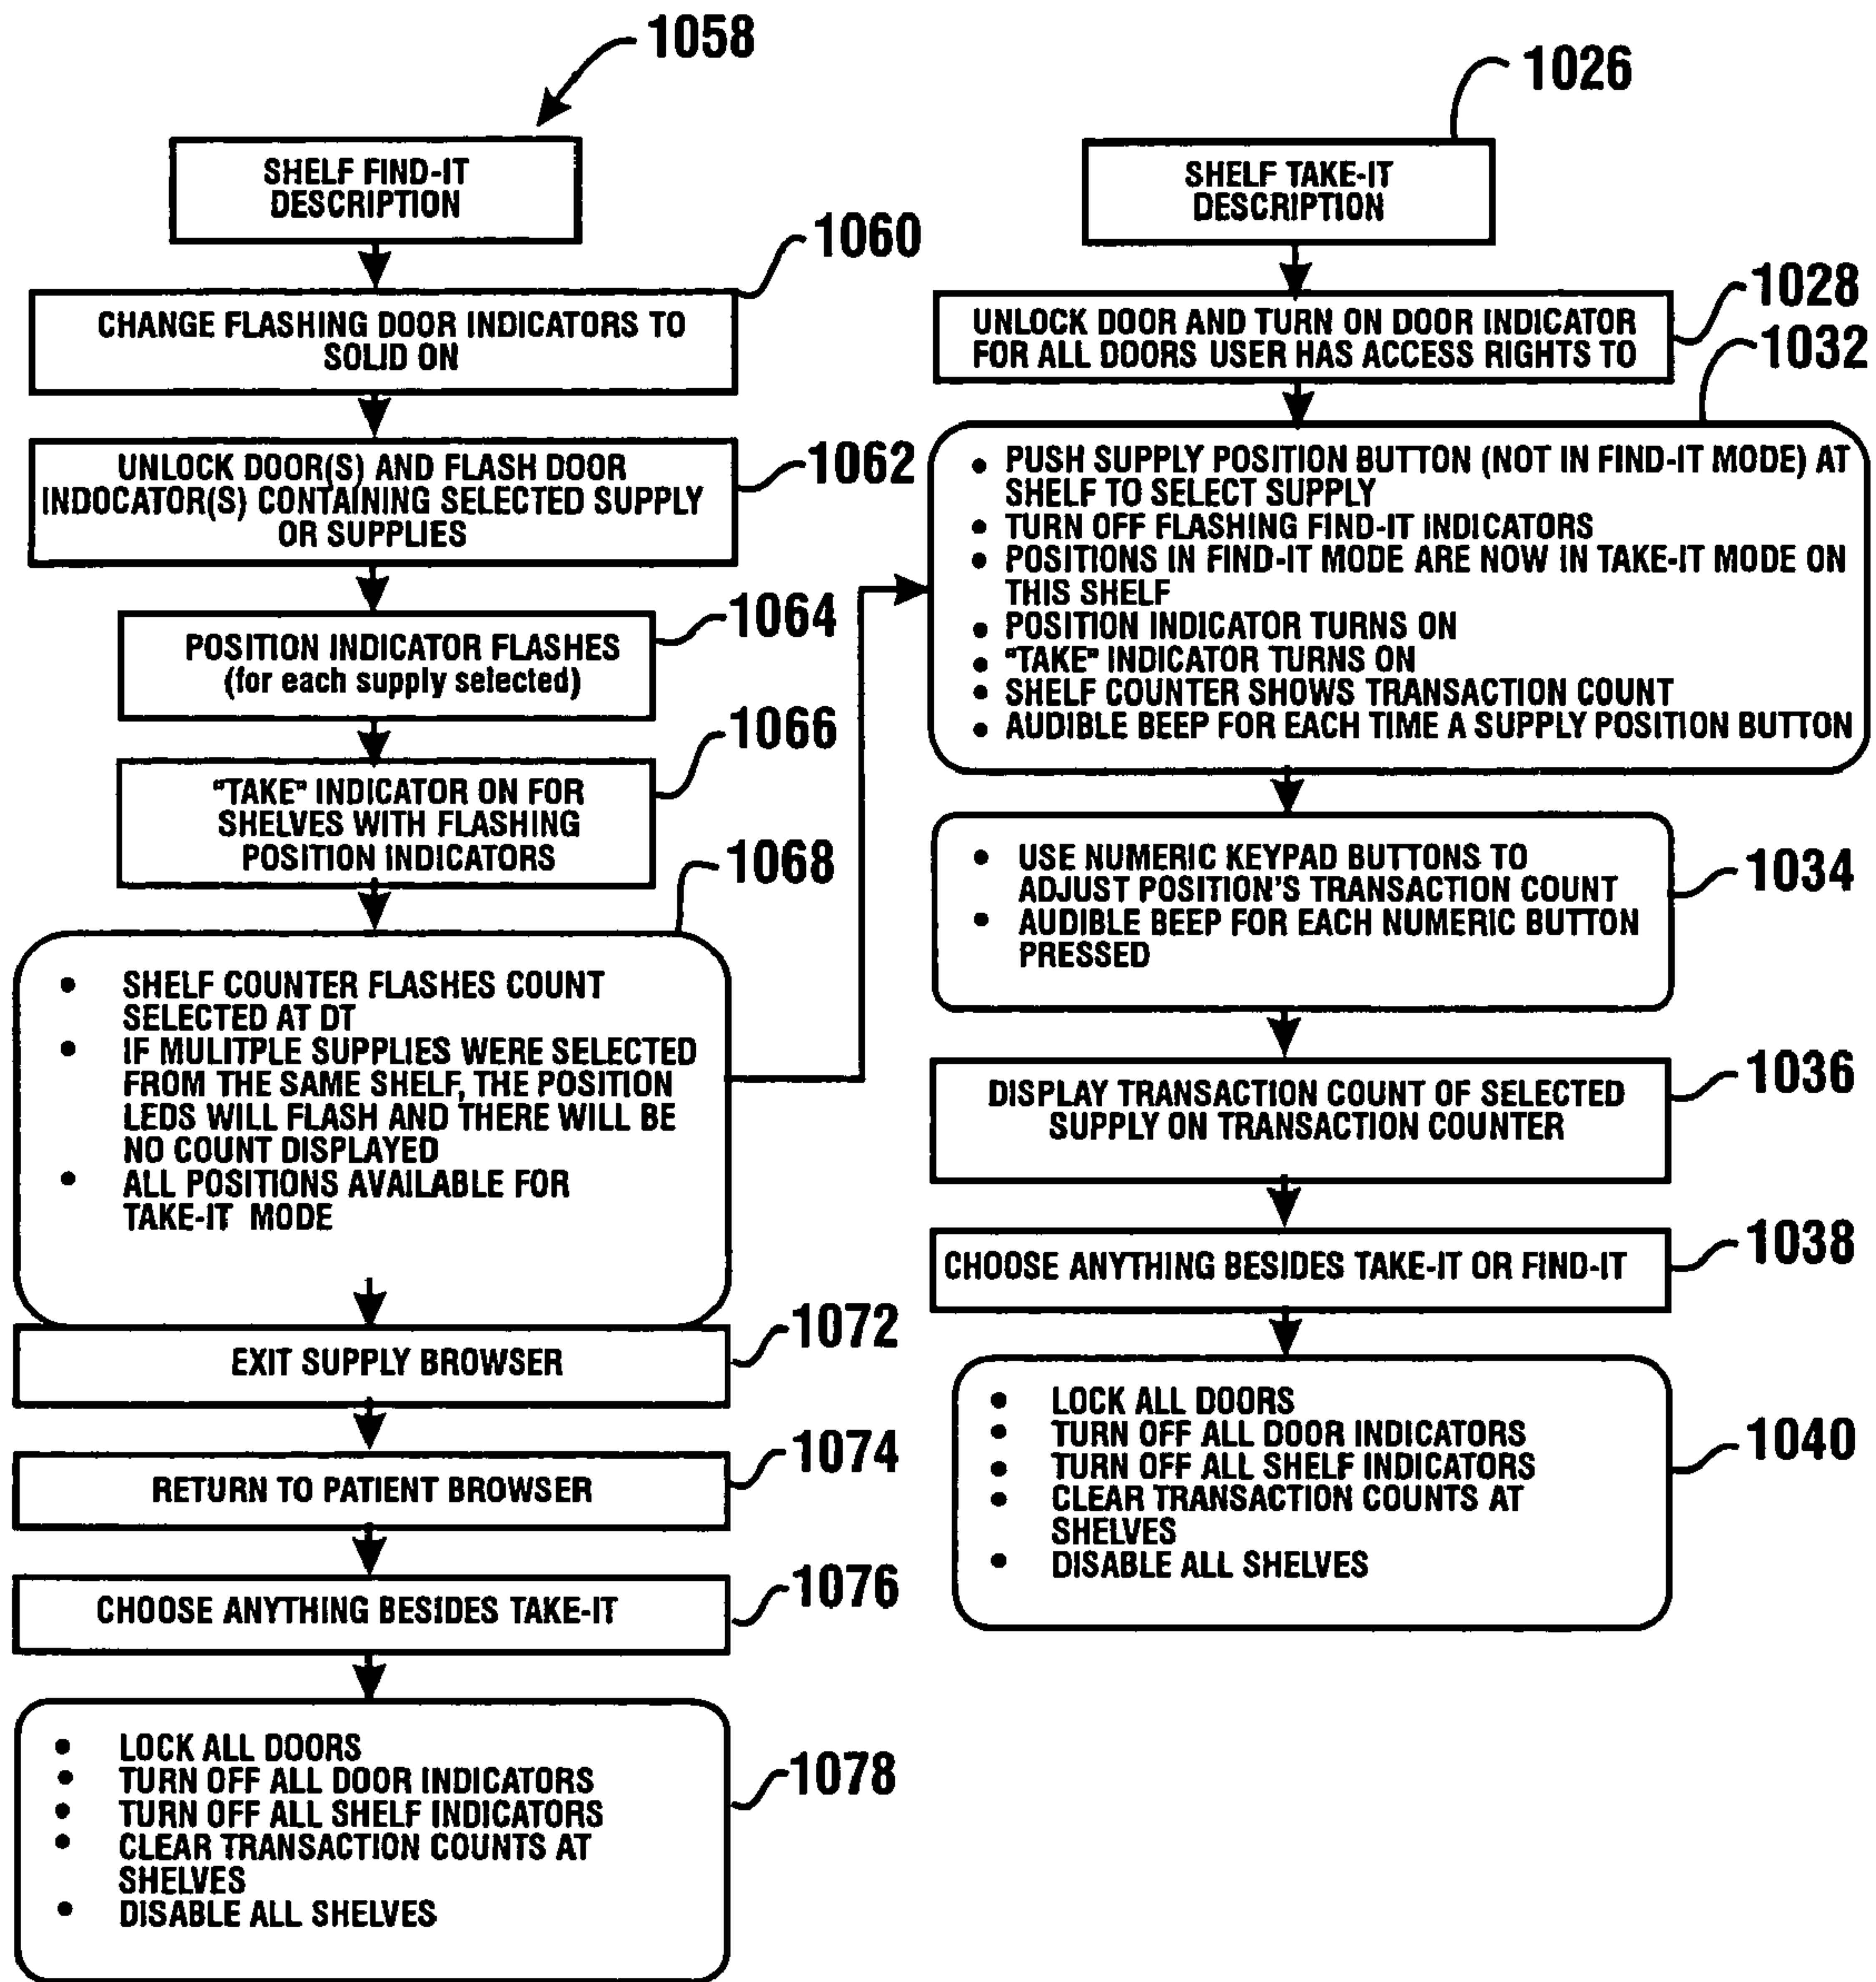 1058
SHELF FIND-IT
DESCRIPTION
1060
CHANGE FLASHING DOOR INDICATORS TO
SOLID ON
1062
UNLOCK DOOR(S) AND FLASH DOOR
INDOCATOR(S) CONTAINING SELECTED SUPPLY
OR SUPPLIES
1064
POSITION INDICATOR FLASHES
(for each supply selected)
1066
"TAKE" INDICATOR ON FOR
SHELVES WITH FLASHING
POSITION INDICATORS
1068
• SHELF COUNTER FLASHES COUNT
SELECTED AT DT
• IF MULITPLE SUPPLIES WERE SELECTED
FROM THE SAME SHELF, THE POSITION
LEDS WILL FLASH AND THERE WILL BE
NO COUNT DISPLAYED
• ALL POSITIONS AVAILABLE FOR
TAKE-IT MODE
1072
EXIT SUPPLY BROWSER
1074
RETURN TO PATIENT BROWSER
1076
CHOOSE ANYTHING BESIDES TAKE-IT
1078
• LOCK ALL DOORS
• TURN OFF ALL DOOR INDICATORS
• TURN OFF ALL SHELF INDICATORS
• CLEAR TRANSACTION COUNTS AT
SHELVES
• DISABLE ALL SHELVES
1026
SHELF TAKE-IT
DESCRIPTION
1028
UNLOCK DOOR AND TURN ON DOOR INDICATOR
FOR ALL DOORS USER HAS ACCESS RIGHTS TO
1032
• PUSH SUPPLY POSITION BUTTON (NOT IN FIND-IT MODE) AT
SHELF TO SELECT SUPPLY
• TURN OFF FLASHING FIND-IT INDICATORS
• POSITIONS IN FIND-IT MODE ARE NOW IN TAKE-IT MODE ON
THIS SHELF
• POSITION INDICATOR TURNS ON
• "TAKE" INDICATOR TURNS ON
• SHELF COUNTER SHOWS TRANSACTION COUNT
• AUDIBLE BEEP FOR EACH TIME A SUPPLY POSITION BUTTON
1034
• USE NUMERIC KEYPAD BUTTONS TO
ADJUST POSITION'S TRANSACTION COUNT
• AUDIBLE BEEP FOR EACH NUMERIC BUTTON
PRESSED
1036
DISPLAY TRANSACTION COUNT OF SELECTED
SUPPLY ON TRANSACTION COUNTER
1038
CHOOSE ANYTHING BESIDES TAKE-IT OR FIND-IT
1040
• LOCK ALL DOORS
• TURN OFF ALL DOOR INDICATORS
• TURN OFF ALL SHELF INDICATORS
• CLEAR TRANSACTION COUNTS AT
SHELVES
• DISABLE ALL SHELVES